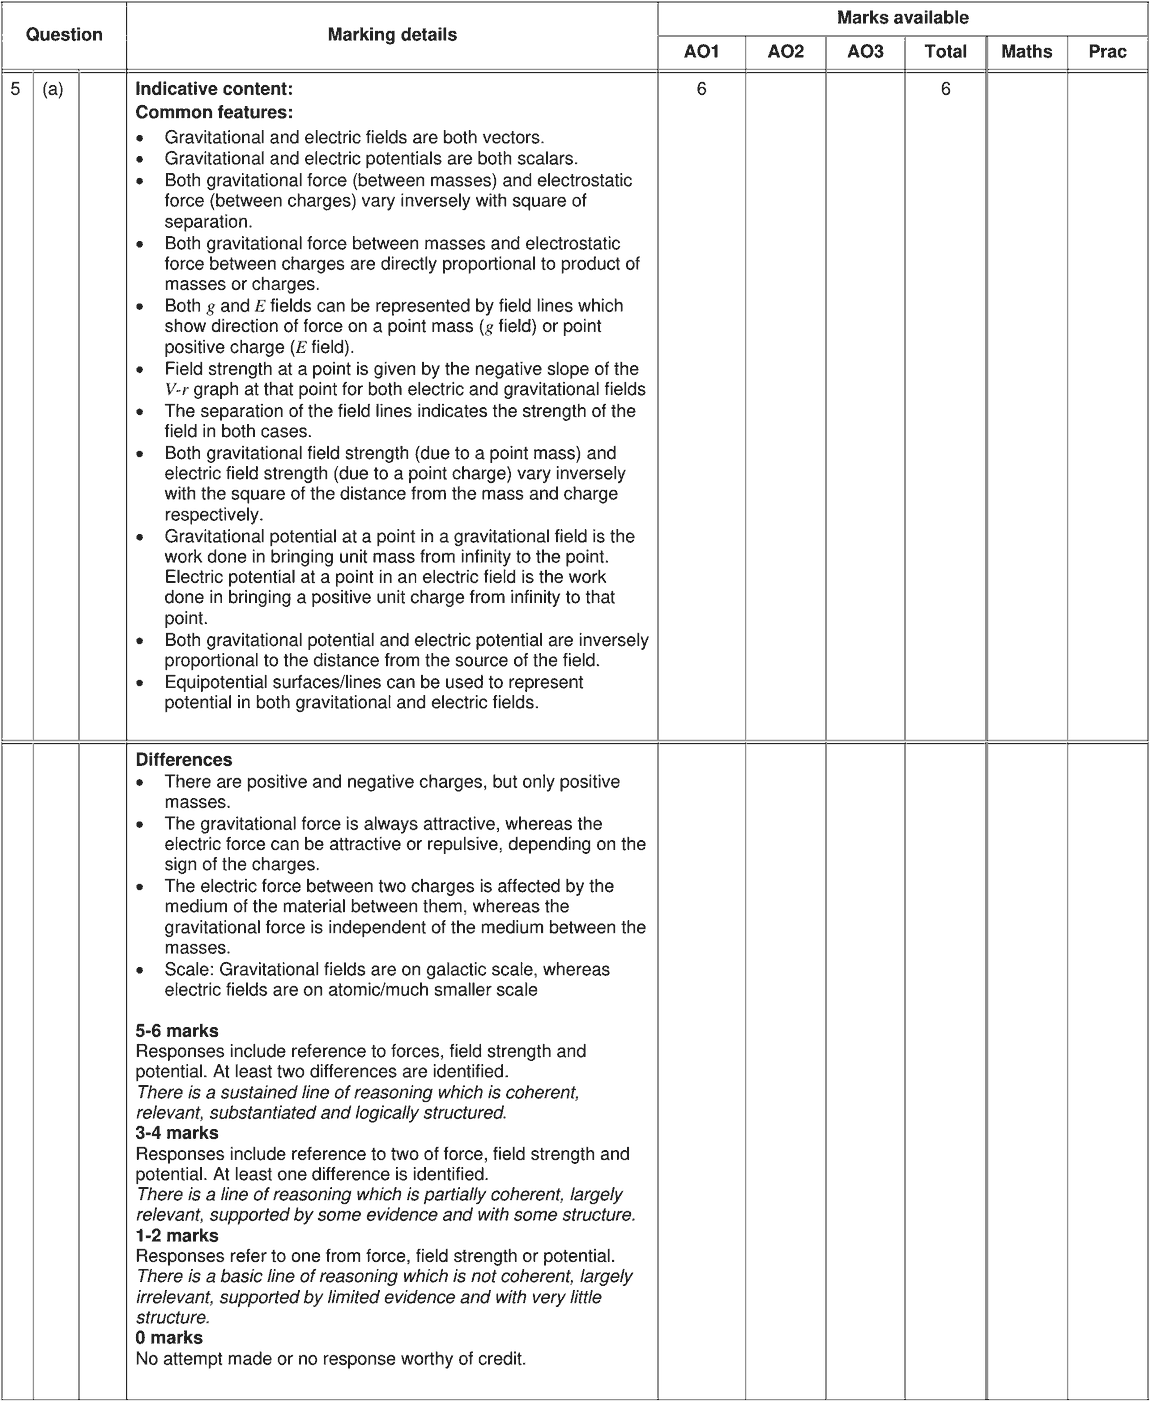 Question
Marking details
Marks available
AO1 AO2 AO3 Total Maths Prac
5 (a) Indicative content: 6 6
Common features:
• Gravitational and electric fields are both vectors.
• Gravitational and electric potentials are both scalars.
• Both gravitational force (between masses) and electrostatic
force (between charges) vary inversely with square of
separation.
• Both gravitational force between masses and electrostatic
force between charges are directly proportional to product of
masses or charges.
• Both g and E fields can be represented by field lines which
show direction of force on a point mass (g field) or point
positive charge (E field).
• Field strength at a point is given by the negative slope of the
V-r graph at that point for both electric and gravitational fields
• The separation of the field lines indicates the strength of the
field in both cases.
• Both gravitational field strength (due to a point mass) and
electric field strength (due to a point charge) vary inversely
with the square of the distance from the mass and charge
respectively.
• Gravitational potential at a point in a gravitational field is the
work done in bringing unit mass from infinity to the point.
Electric potential at a point in an electric field is the work
done in bringing a positive unit charge from infinity to that
point.
• Both gravitational potential and electric potential are inversely
proportional to the distance from the source of the field.
• Equipotential surfaces/lines can be used to represent
potential in both gravitational and electric fields.
Differences
• There are positive and negative charges, but only positive
masses.
• The gravitational force is always attractive, whereas the
electric force can be attractive or repulsive, depending on the
sign of the charges.
• The electric force between two charges is affected by the
medium of the material between them, whereas the
gravitational force is independent of the medium between the
masses.
• Scale: Gravitational fields are on galactic scale, whereas
electric fields are on atomic/much smaller scale
5-6 marks
Responses include reference to forces, field strength and
potential. At least two differences are identified.
There is a sustained line of reasoning which is coherent,
relevant, substantiated and logically structured.
3-4 marks
Responses include reference to two of force, field strength and
potential. At least one difference is identified.
There is a line of reasoning which is partially coherent, largely
relevant, supported by some evidence and with some structure.
1-2 marks
Responses refer to one from force, field strength or potential.
There is a basic line of reasoning which is not coherent, largely
irrelevant, supported by limited evidence and with very little
structure.
0 marks
No attempt made or no response worthy of credit.